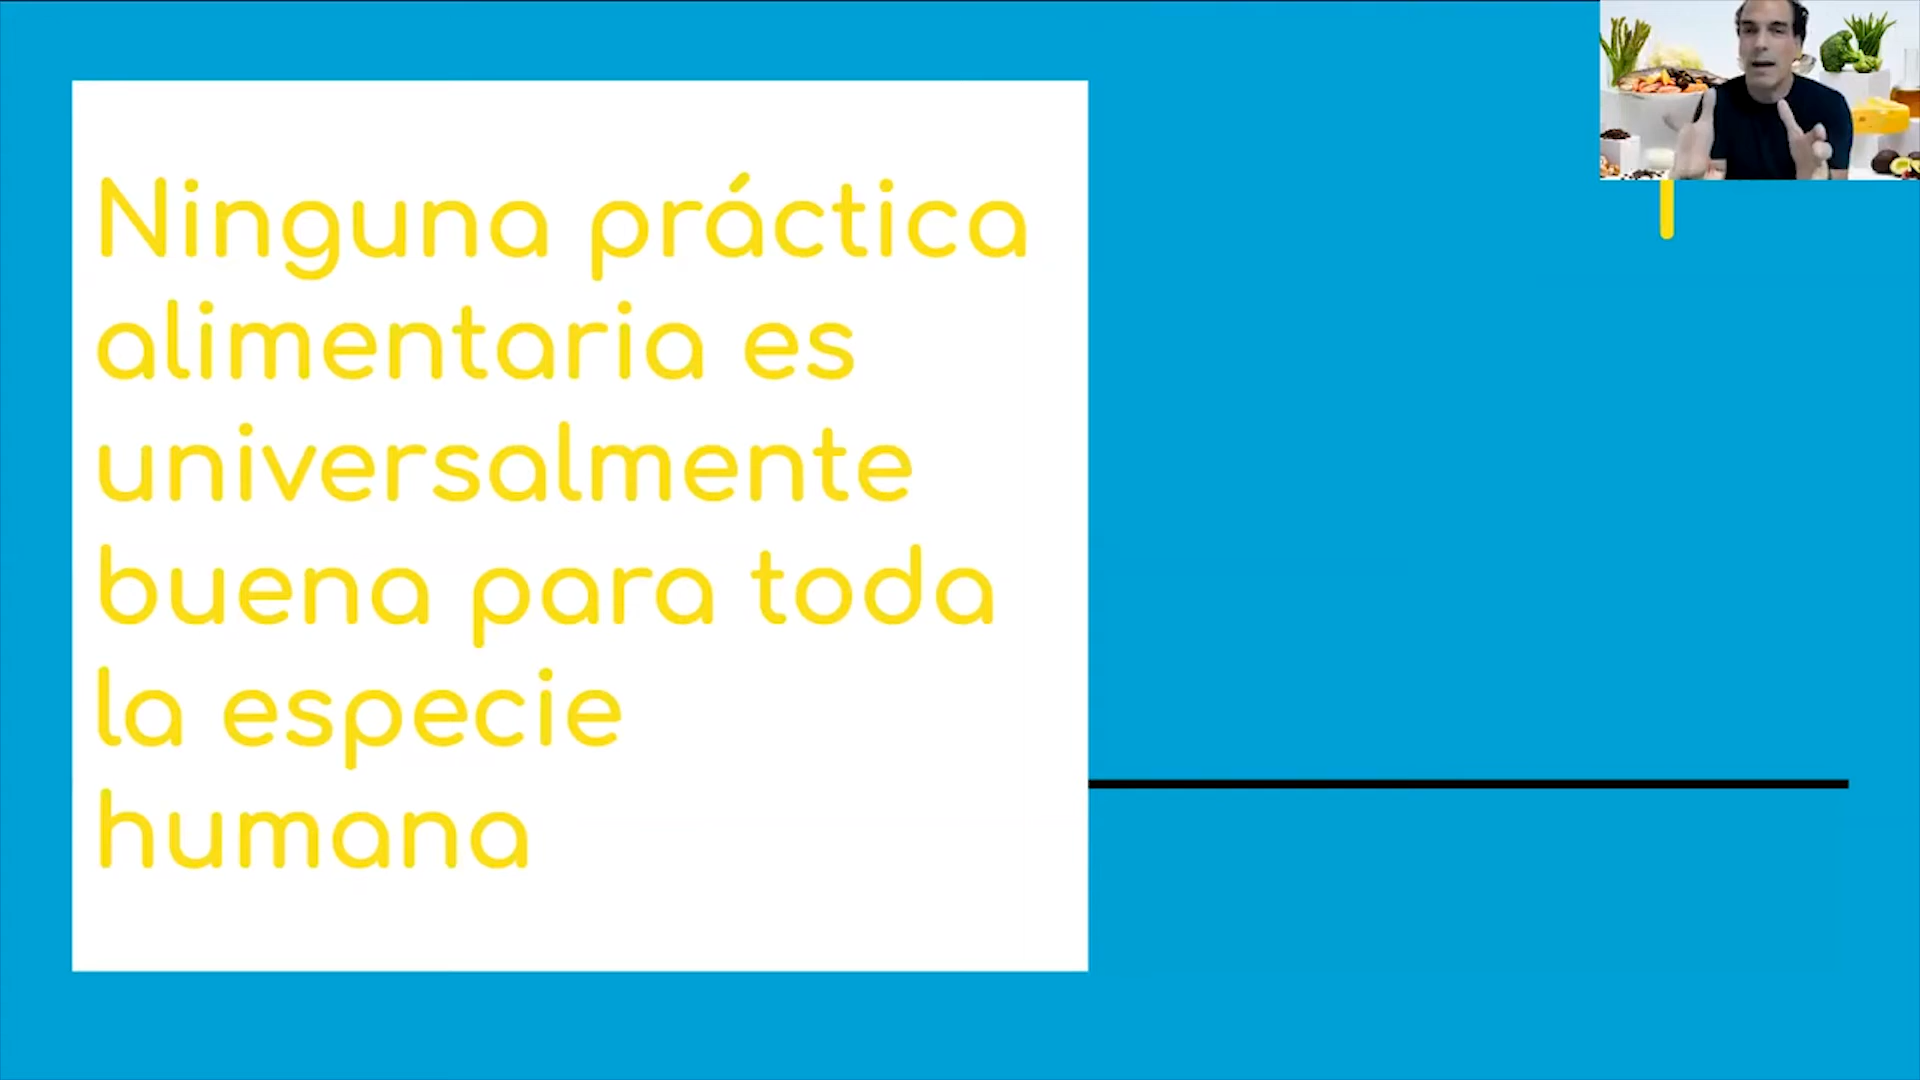 Ninguna práctica
alimentaria es
universalmente
buena para toda
la especie
humana